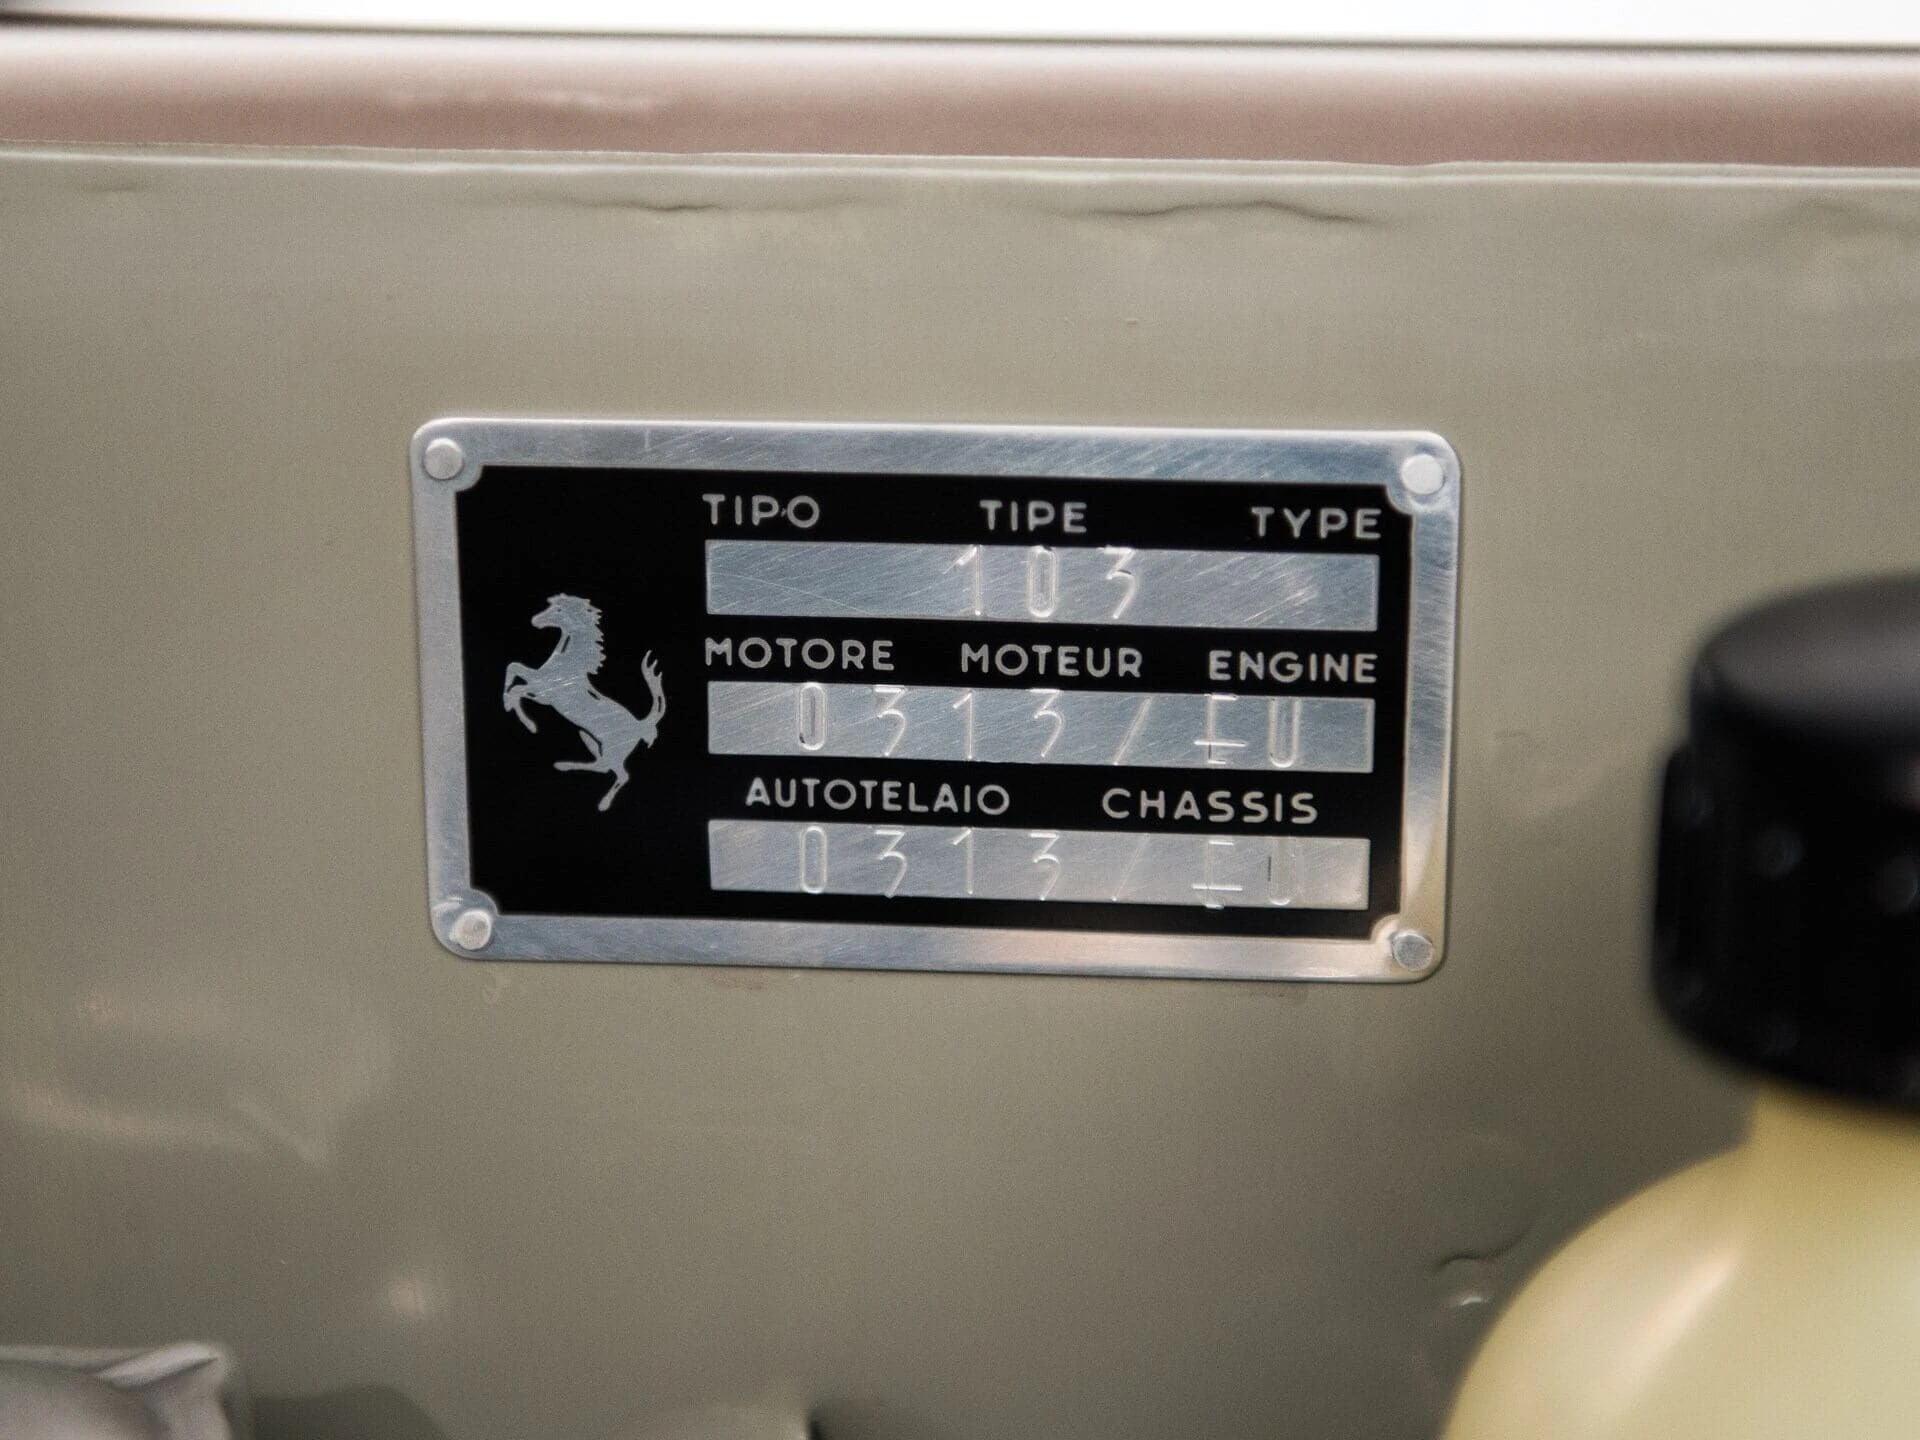 TIPO TIPE TYPE
103
MOTORE MOTEUR ENGINE
0313/EU
AUTOTELAIO CHASSIS
0313/EU